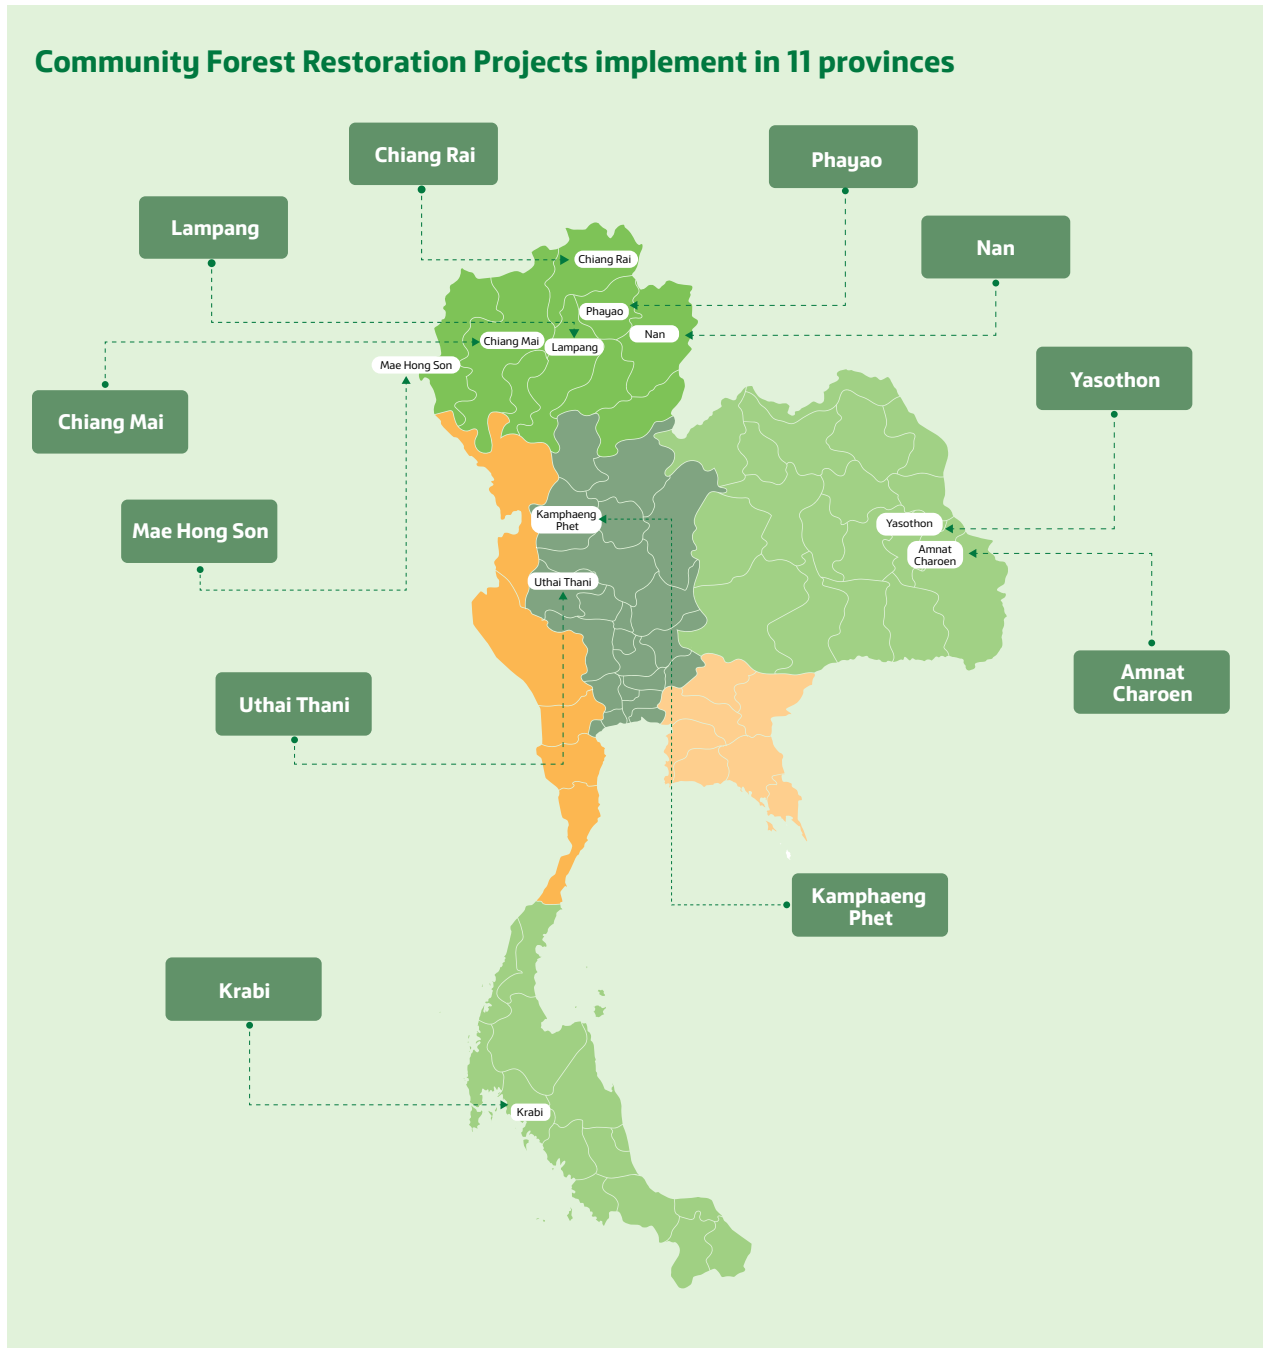 Community Forest Restoration Projects implement in 11 provinces
Chiang Rai
Phayao
Lampang
Nan
Chiang Rai
Phayao
Nan
Chiang Mai
Lampang
Mae Hong Son
Yasothon
Chiang Mai
Mae Hong Son
Kamphaeng
Phet
Yasothon
Amnat
Charoen
Uthai Thani
Uthai Thani
Amnat
Charoen
Kamphaeng
Phet
Krabi
Krabi